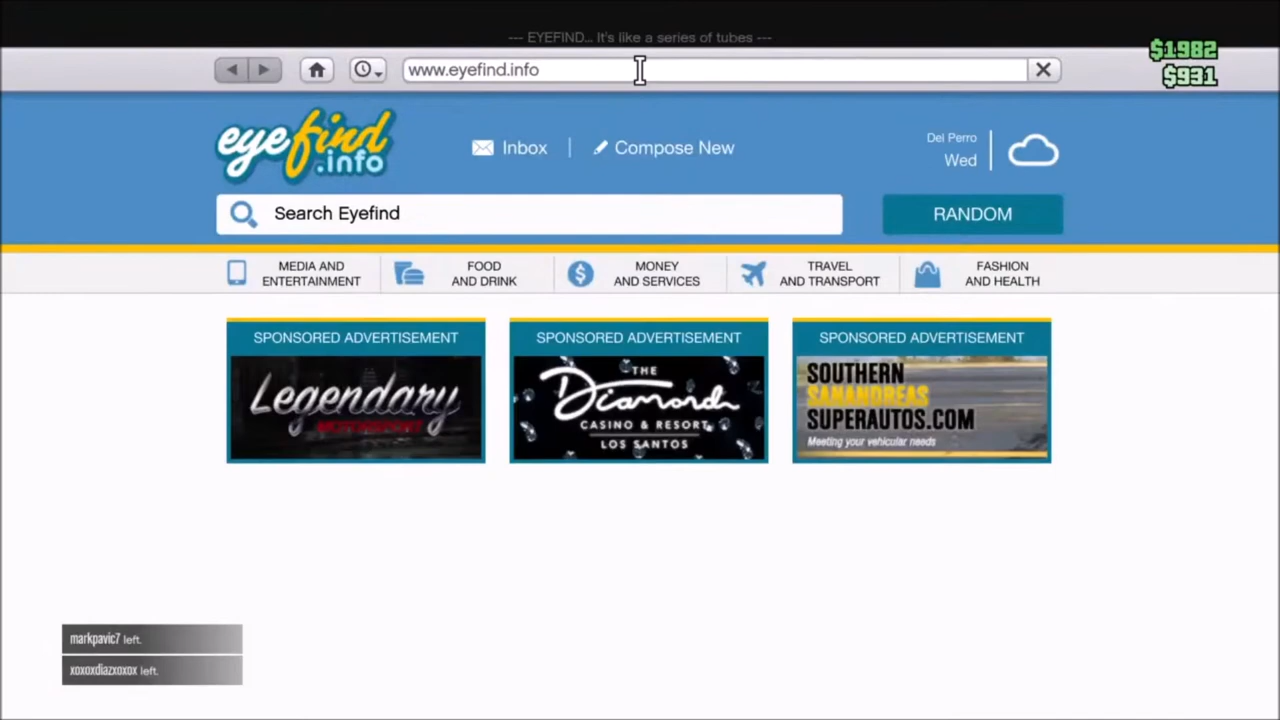 --- EYEFIND... It's like a series of tubes ---
www.eyefind.info
$1982
$931
eyefind
.info
Inbox
Compose New
Del Perro
Wed
Search Eyefind
RANDOM
MEDIA AND
ENTERTAINMENT
FOOD
AND DRINK
MONEY
AND SERVICES
TRAVEL
AND TRANSPORT
FASHION
AND HEALTH
SPONSORED ADVERTISEMENT
Legendary
MOTORSPORT
SPONSORED ADVERTISEMENT
THE
Diamond
CASINO & RESORT
LOS SANTOS
SPONSORED ADVERTISEMENT
SOUTHERN
SANANDREAS
SUPERAUTOS.COM
Meeting your vehicular needs
markpavic7 left.
xoxoxdiazxoxox left.